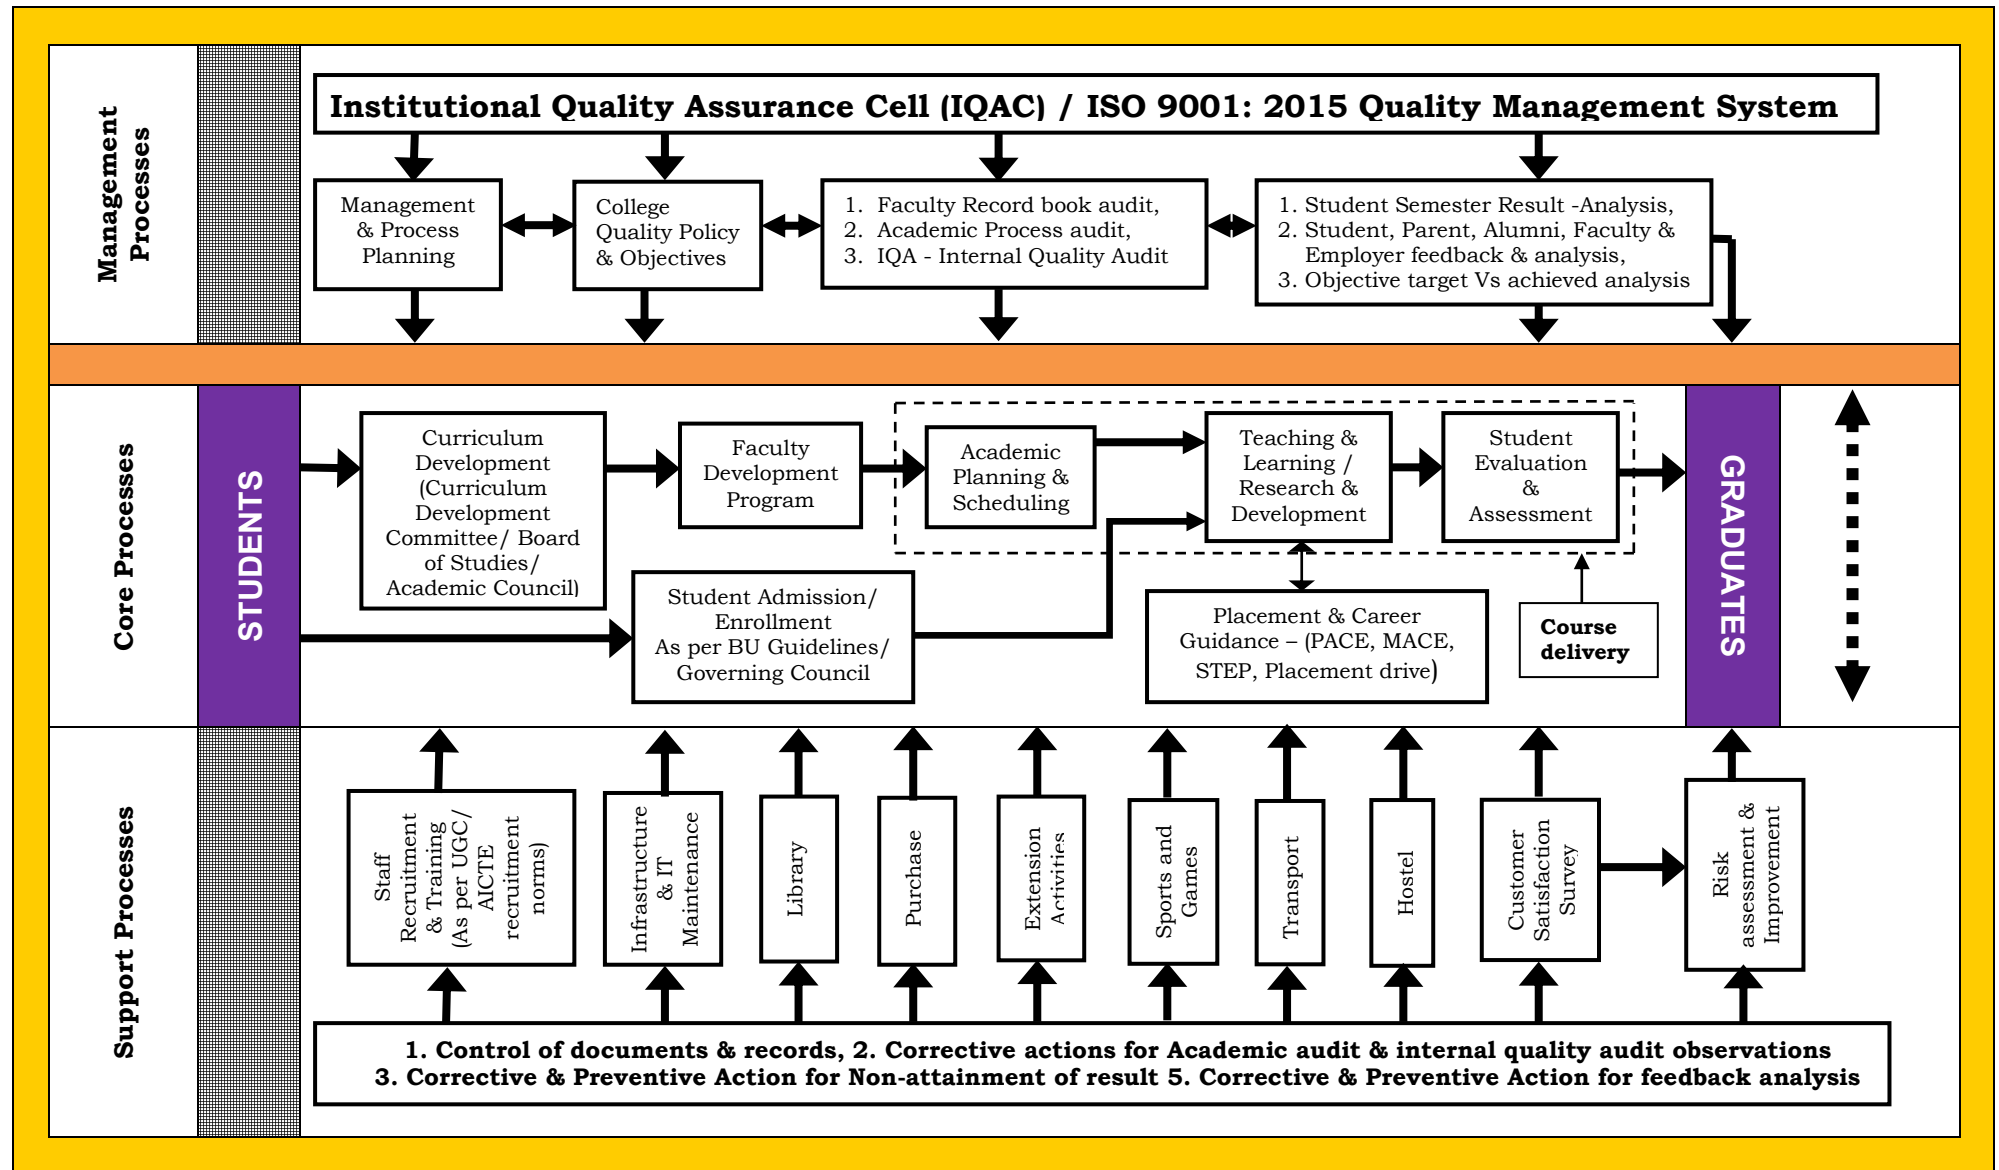 Management
Processes
Institutional Quality Assurance Cell (IQAC) / ISO 9001: 2015 Quality Management System
Management
& Process
Planning
College
Quality Policy
& Objectives
1. Faculty Record book audit,
2. Academic Process audit,
3. IQA - Internal Quality Audit
1. Student Semester Result -Analysis,
2. Student, Parent, Alumni, Faculty &
Employer feedback & analysis,
3. Objective target Vs achieved analysis
Core Processes
STUDENTS
Curriculum
Development
(Curriculum
Development
Committee/ Board
of Studies/
Academic Council)
Faculty
Development
Program
Academic
Planning &
Scheduling
Teaching &
Learning /
Research &
Development
Student
Evaluation
&
Assessment
Student Admission/
Enrollment
As per BU Guidelines/
Governing Council
Placement & Career
Guidance – (PACE, MACE,
STEP, Placement drive)
Course
delivery
GRADUATES
Support Processes
Staff
Recruitment
& Training
(As per UGC/
AICTE
recruitment
norms)
Infrastructure
& IT
Maintenance
Library
Purchase
Extension
Activities
Sports and
Games
Transport
Hostel
Customer
Satisfaction
Survey
Risk
assessment &
Improvement
1. Control of documents & records, 2. Corrective actions for Academic audit & internal quality audit observations
3. Corrective & Preventive Action for Non-attainment of result 5. Corrective & Preventive Action for feedback analysis